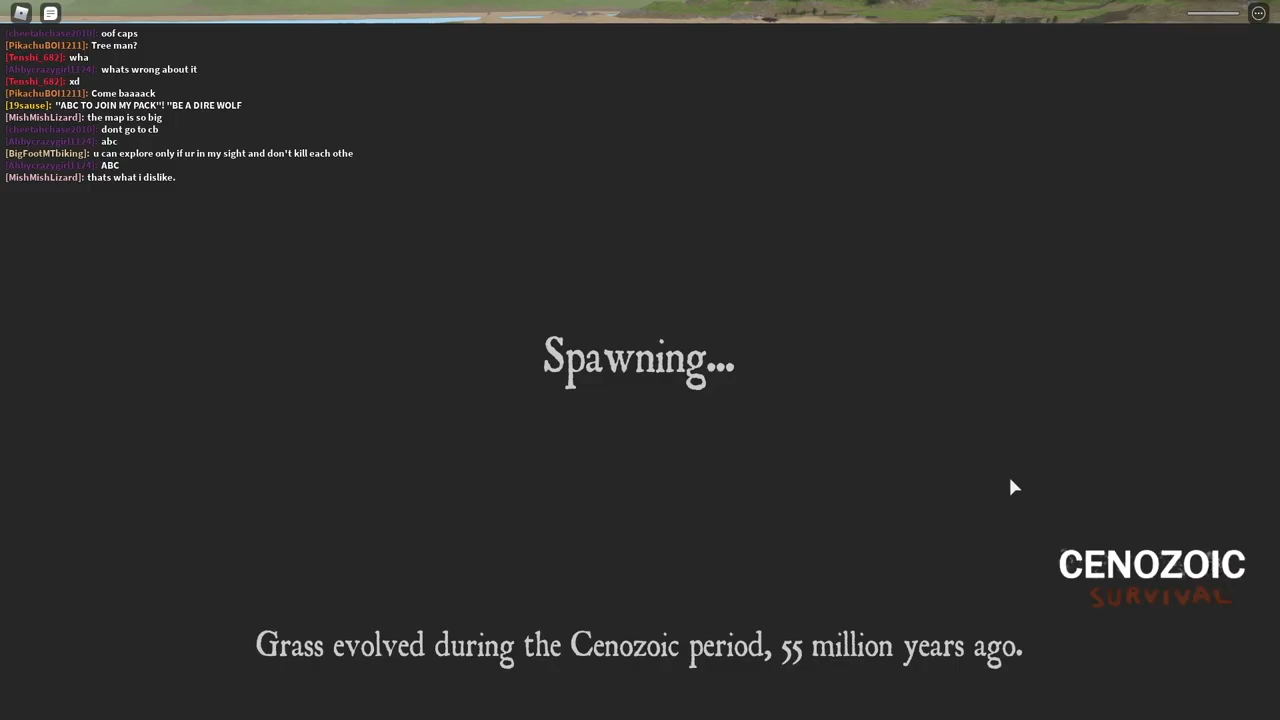 [cheetahchase2010]: oof caps
[PikachuBOI1211]: Tree man?
[Tenshi_682]: wha
[Abbycrazygirl1124]: whats wrong about it
[Tenshi_682]: xd
[PikachuBOI1211]: Come baaaack
[19sause]: "ABC TO JOIN MY PACK"! "BE A DIRE WOLF
[MishMishLizard]: the map is so big
[cheetahchase2010]: dont go to cb
[Abbycrazygirl1124]: abc
[BigFootMTbiking]: u can explore only if ur in my sight and don't kill each othe
[Abbycrazygirl1124]: ABC
[MishMishLizard]: thats what i dislike.
Spawning...
CENOZOIC
SURVIVAL
Grass evolved during the Cenozoic period, 55 million years ago.